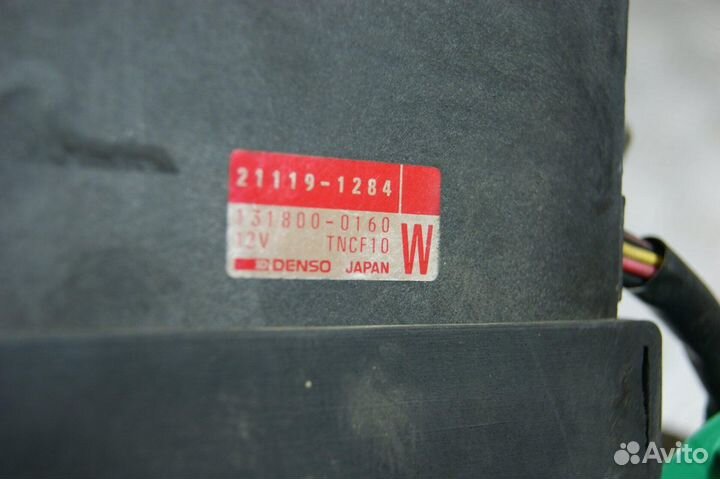 21119-1284
131800-0160
12V TNCF10 W
DENSO JAPAN
Avito